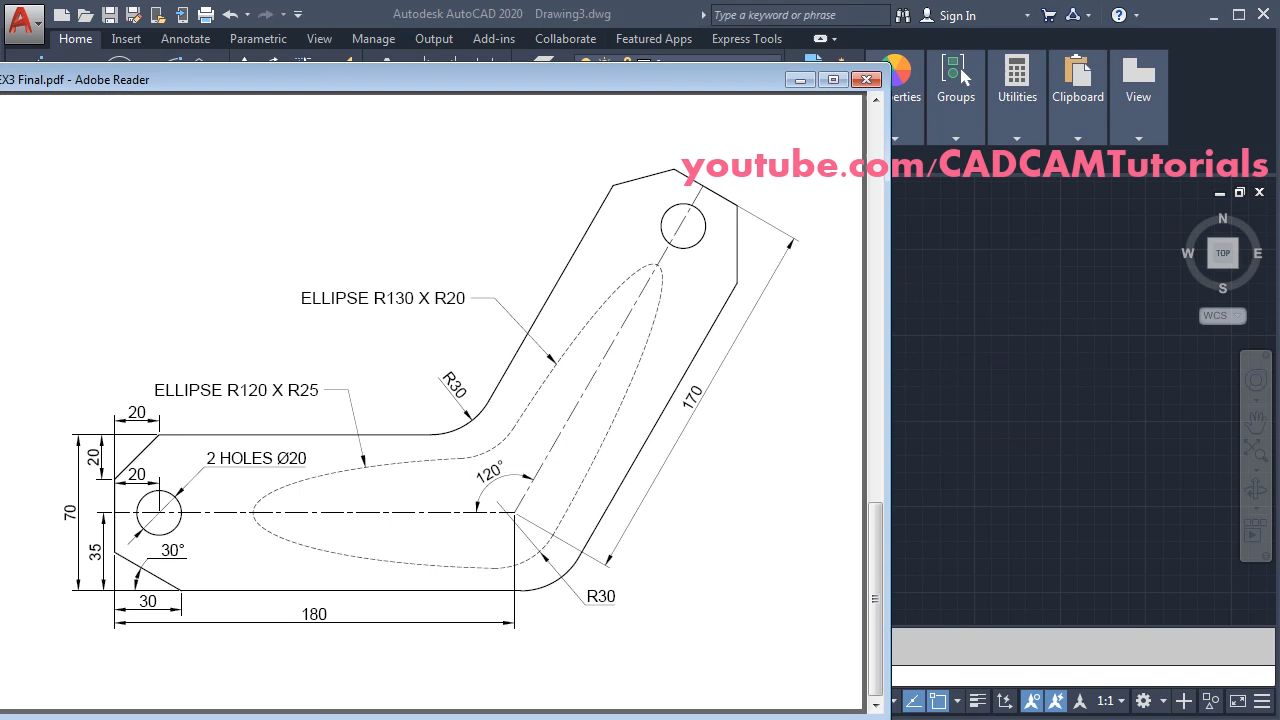 Autodesk AutoCAD 2020 Drawing3.dwg
Type a keyword or phrase
Sign In
Home Insert Annotate Parametric View Manage Output Add-ins Collaborate Featured Apps Express Tools
EX3 Final.pdf - Adobe Reader
erties Groups Utilities Clipboard View
youtube.com/CADCAMTutorials
N
W TOP E
S
WCS
ELLIPSE R130 X R20
ELLIPSE R120 X R25
R30
170
20
20
2 HOLES Ø20
20
120°
70
35
30°
30
180
R30
1:1